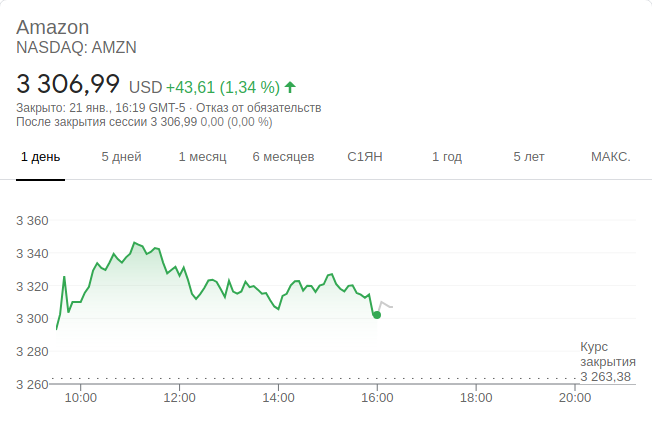 Amazon
NASDAQ: AMZN
3 306,99 USD +43,61 (1,34 %)
Закрыто: 21 янв., 16:19 GMT-5 · Отказ от обязательств
После закрытия сессии 3 306,99 0,00 (0,00 %)
1 день 5 дней 1 месяц 6 месяцев С1ЯН 1 год 5 лет МАКС.
3 360
3 340
3 320
3 300
3 280
3 260
Курс
закрытия
3 263,38
10:00 12:00 14:00 16:00 18:00 20:00